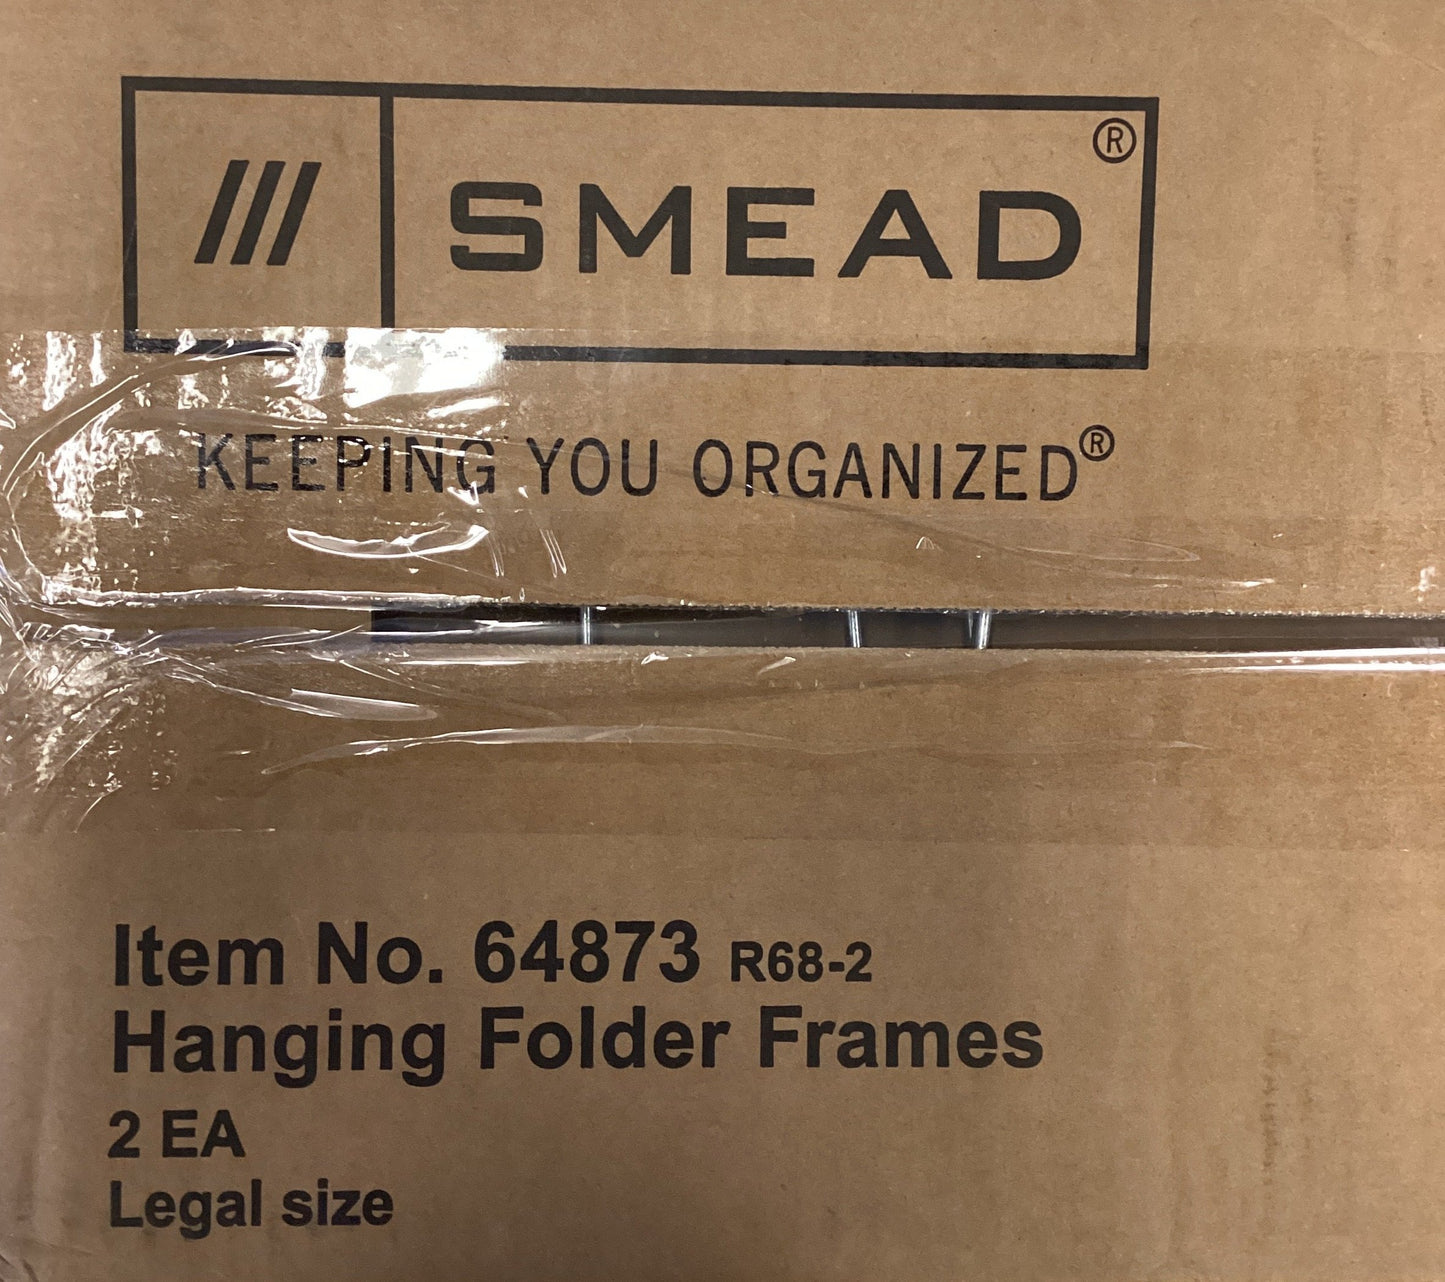 SMEAD®
KEEPING YOU ORGANIZED®
Item No. 64873 R68-2
Hanging Folder Frames
2 EA
Legal size